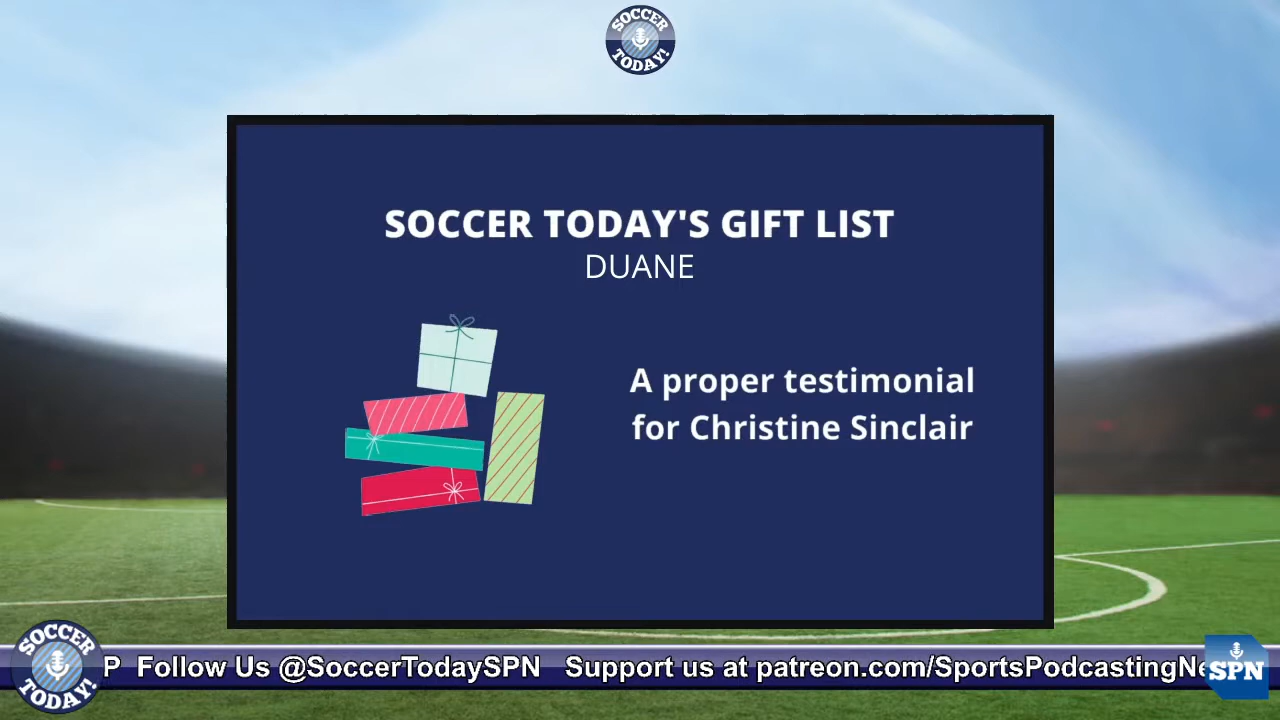 SOCCER
TODAY!
SOCCER TODAY'S GIFT LIST
DUANE
A proper testimonial
for Christine Sinclair
SOCCER
TODAY!
P Follow Us @SoccerTodaySPN Support us at patreon.com/SportsPodcastingNe
SPN